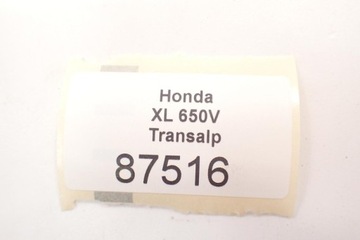 Honda
XL 650V
Transalp
87516